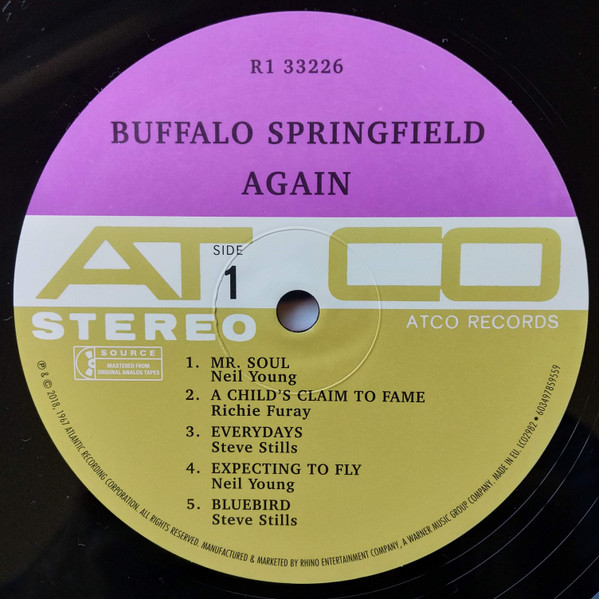 R1 33226
BUFFALO SPRINGFIELD
AGAIN
ATCO
SIDE
1
STEREO
ATCO RECORDS
SOURCE
MASTERED FROM
ORIGINAL ANALOG TAPES
1. MR. SOUL
Neil Young
2. A CHILD'S CLAIM TO FAME
Richie Furay
3. EVERYDAYS
Steve Stills
4. EXPECTING TO FLY
Neil Young
5. BLUEBIRD
Steve Stills
℗ & © 2018, 1967 ATLANTIC RECORDING CORPORATION. ALL RIGHTS RESERVED. MANUFACTURED & MARKETED BY RHINO ENTERTAINMENT COMPANY, A WARNER MUSIC GROUP COMPANY. MADE IN EU. LC02982 • 603497859559